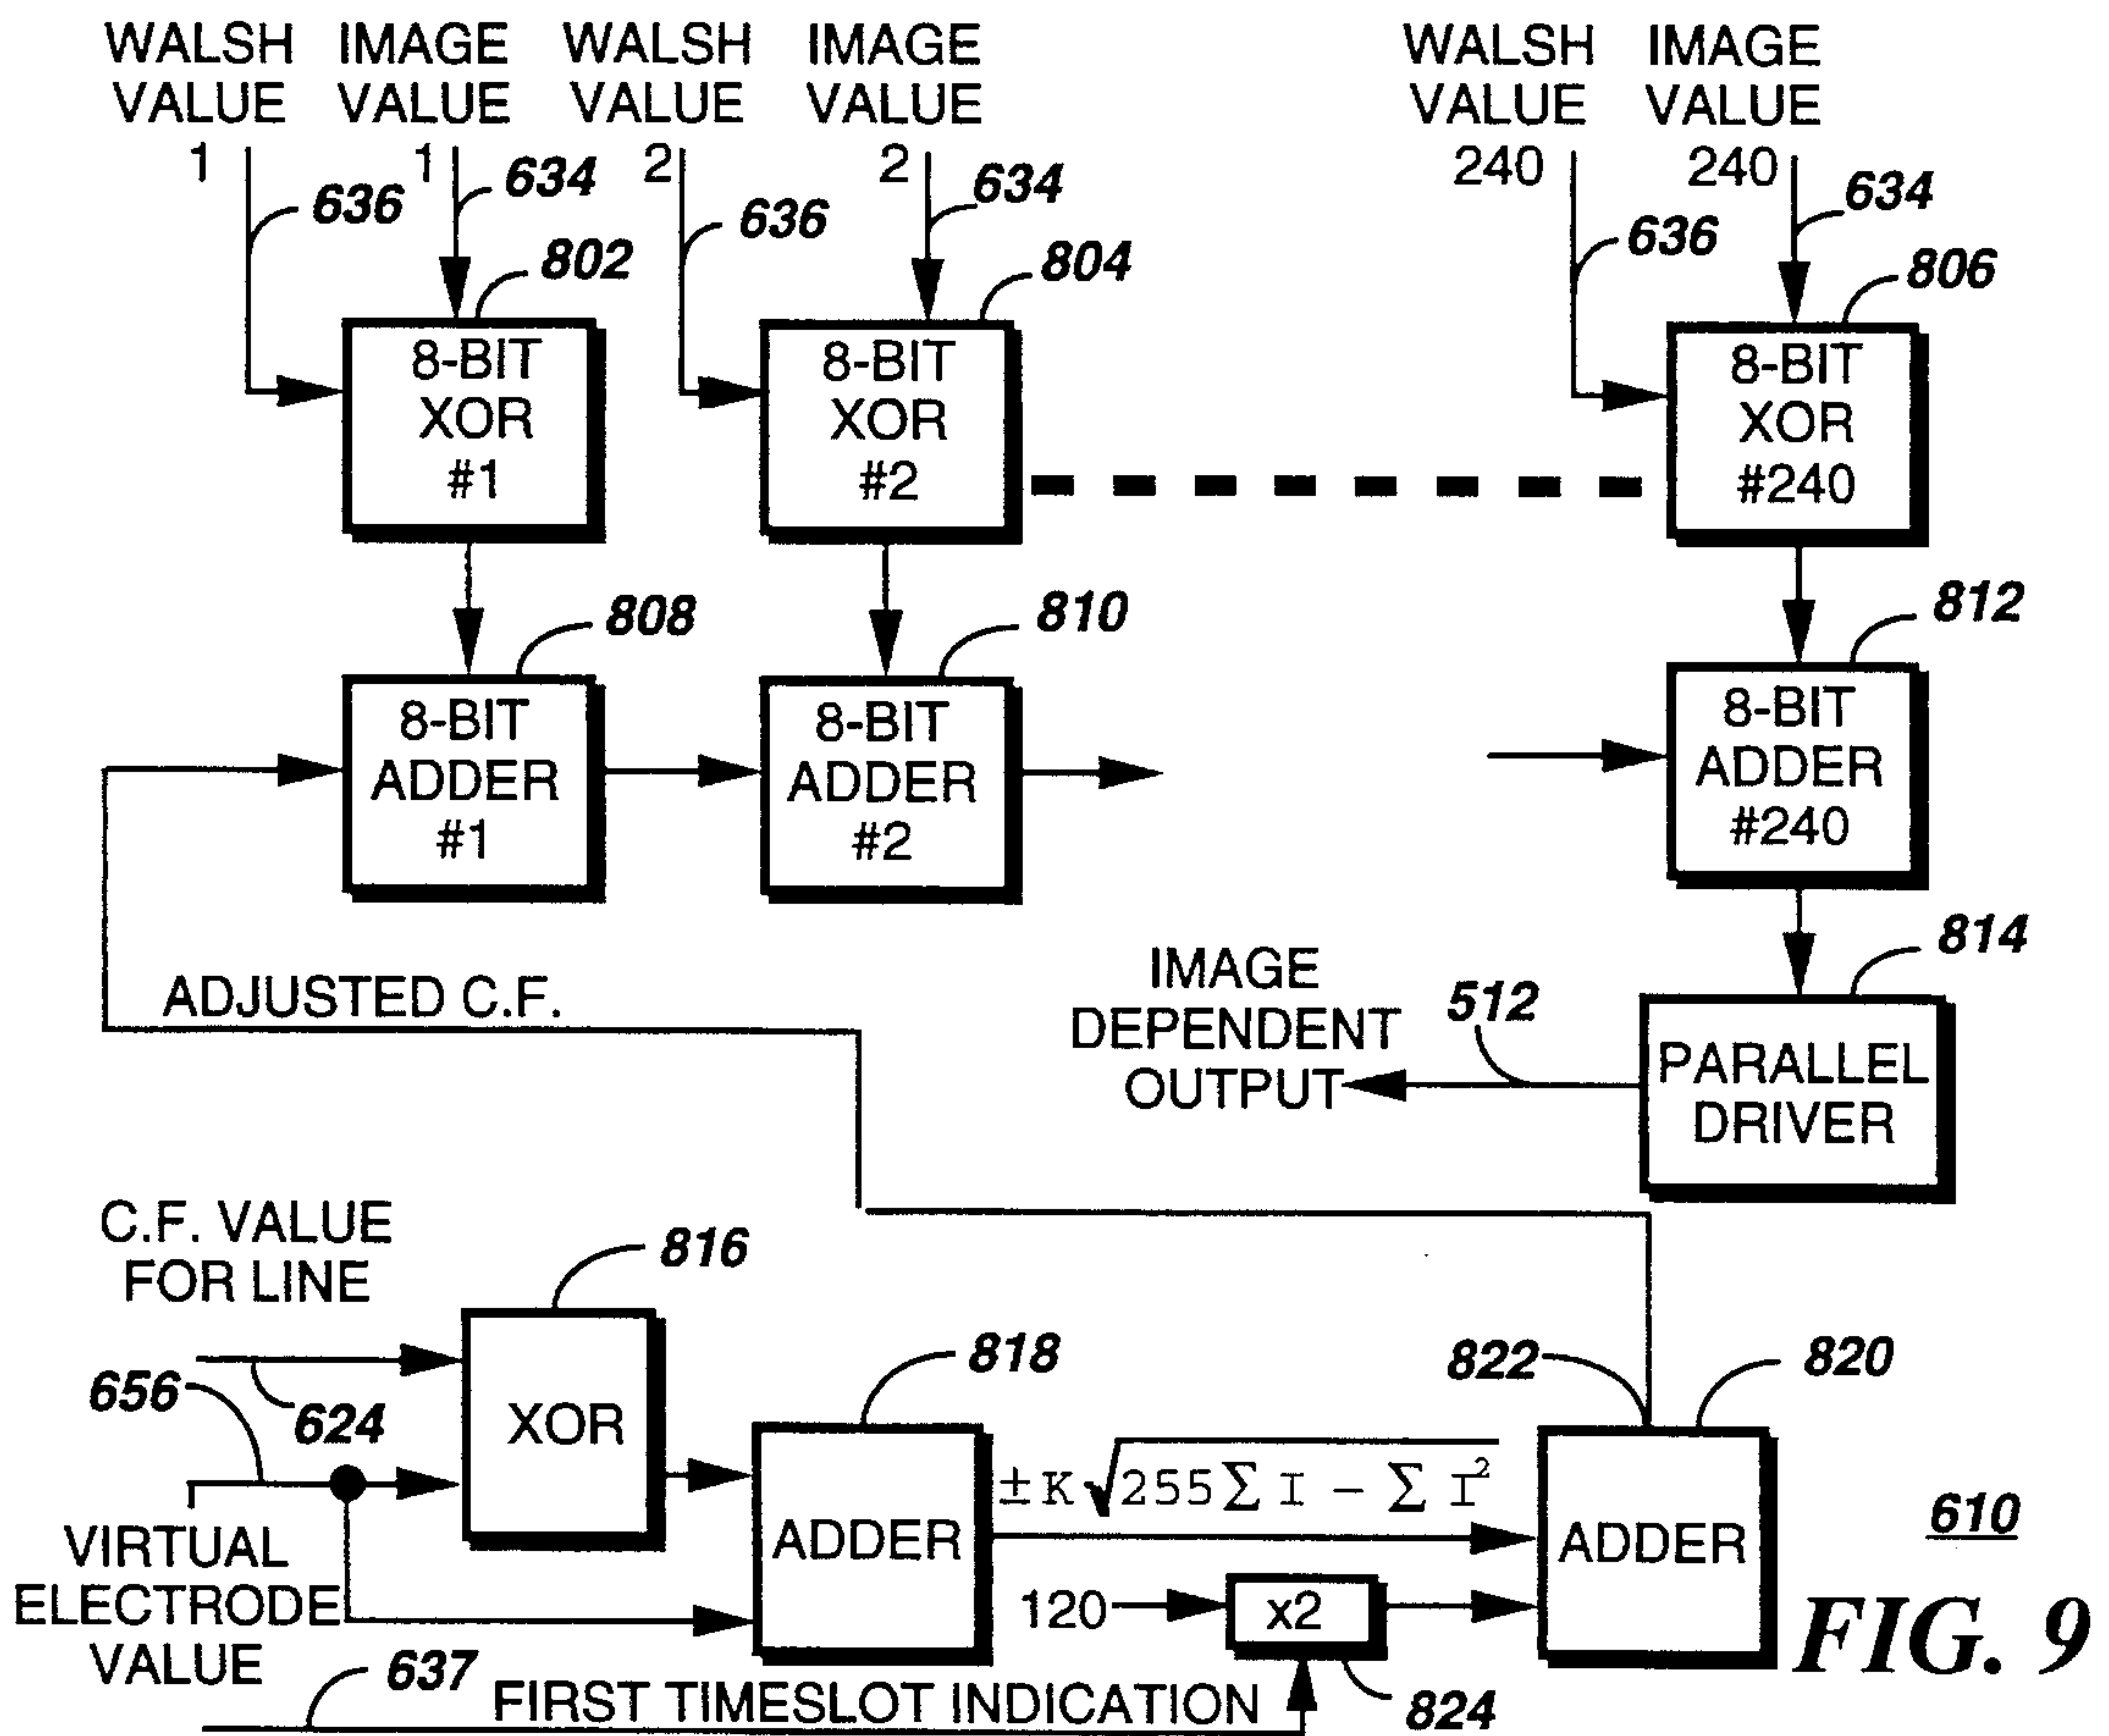 WALSH IMAGE WALSH IMAGE WALSH IMAGE
VALUE VALUE VALUE VALUE VALUE VALUE
1 1 2 2 240 240
636 634 636 634 636 634
802 804 806
8-BIT
XOR
#1
8-BIT
XOR
#2
8-BIT
XOR
#240
808 810 812
8-BIT
ADDER
#1
8-BIT
ADDER
#2
8-BIT
ADDER
#240
ADJUSTED C.F.
IMAGE
DEPENDENT
OUTPUT
512
814
PARALLEL
DRIVER
C.F. VALUE
FOR LINE
816
656
624
XOR
818
ADDER
±K√255∑ I - ∑ I²
822
820
ADDER
610
VIRTUAL
ELECTRODE
VALUE
120
x2
824
637
FIRST TIMESLOT INDICATION
FIG. 9